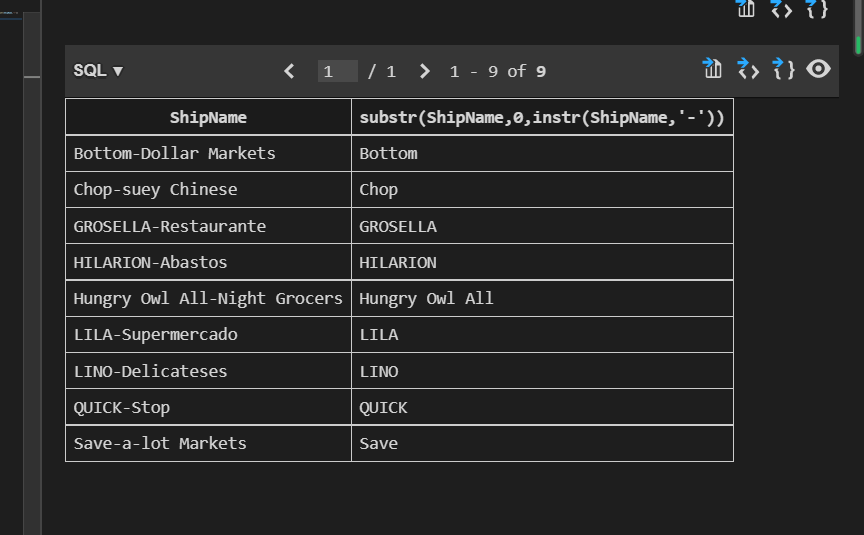 SQL ▼ 1 / 1 1 - 9 of 9
ShipName substr(ShipName,0,instr(ShipName,'-'))
Bottom-Dollar Markets Bottom
Chop-suey Chinese Chop
GROSELLA-Restaurante GROSELLA
HILARION-Abastos HILARION
Hungry Owl All-Night Grocers Hungry Owl All
LILA-Supermercado LILA
LINO-Delicateses LINO
QUICK-Stop QUICK
Save-a-lot Markets Save